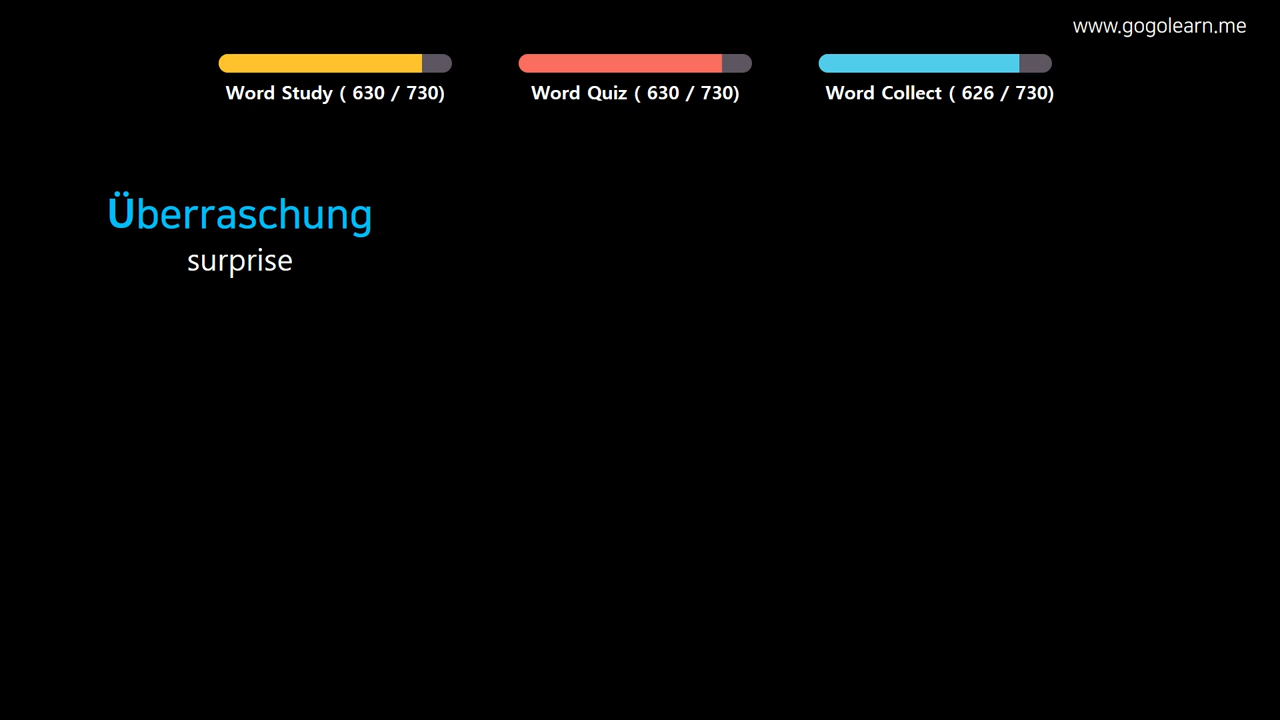 www.gogolearn.me
Word Study ( 630 / 730)
Word Quiz ( 630 / 730)
Word Collect ( 626 / 730)
Überraschung
surprise